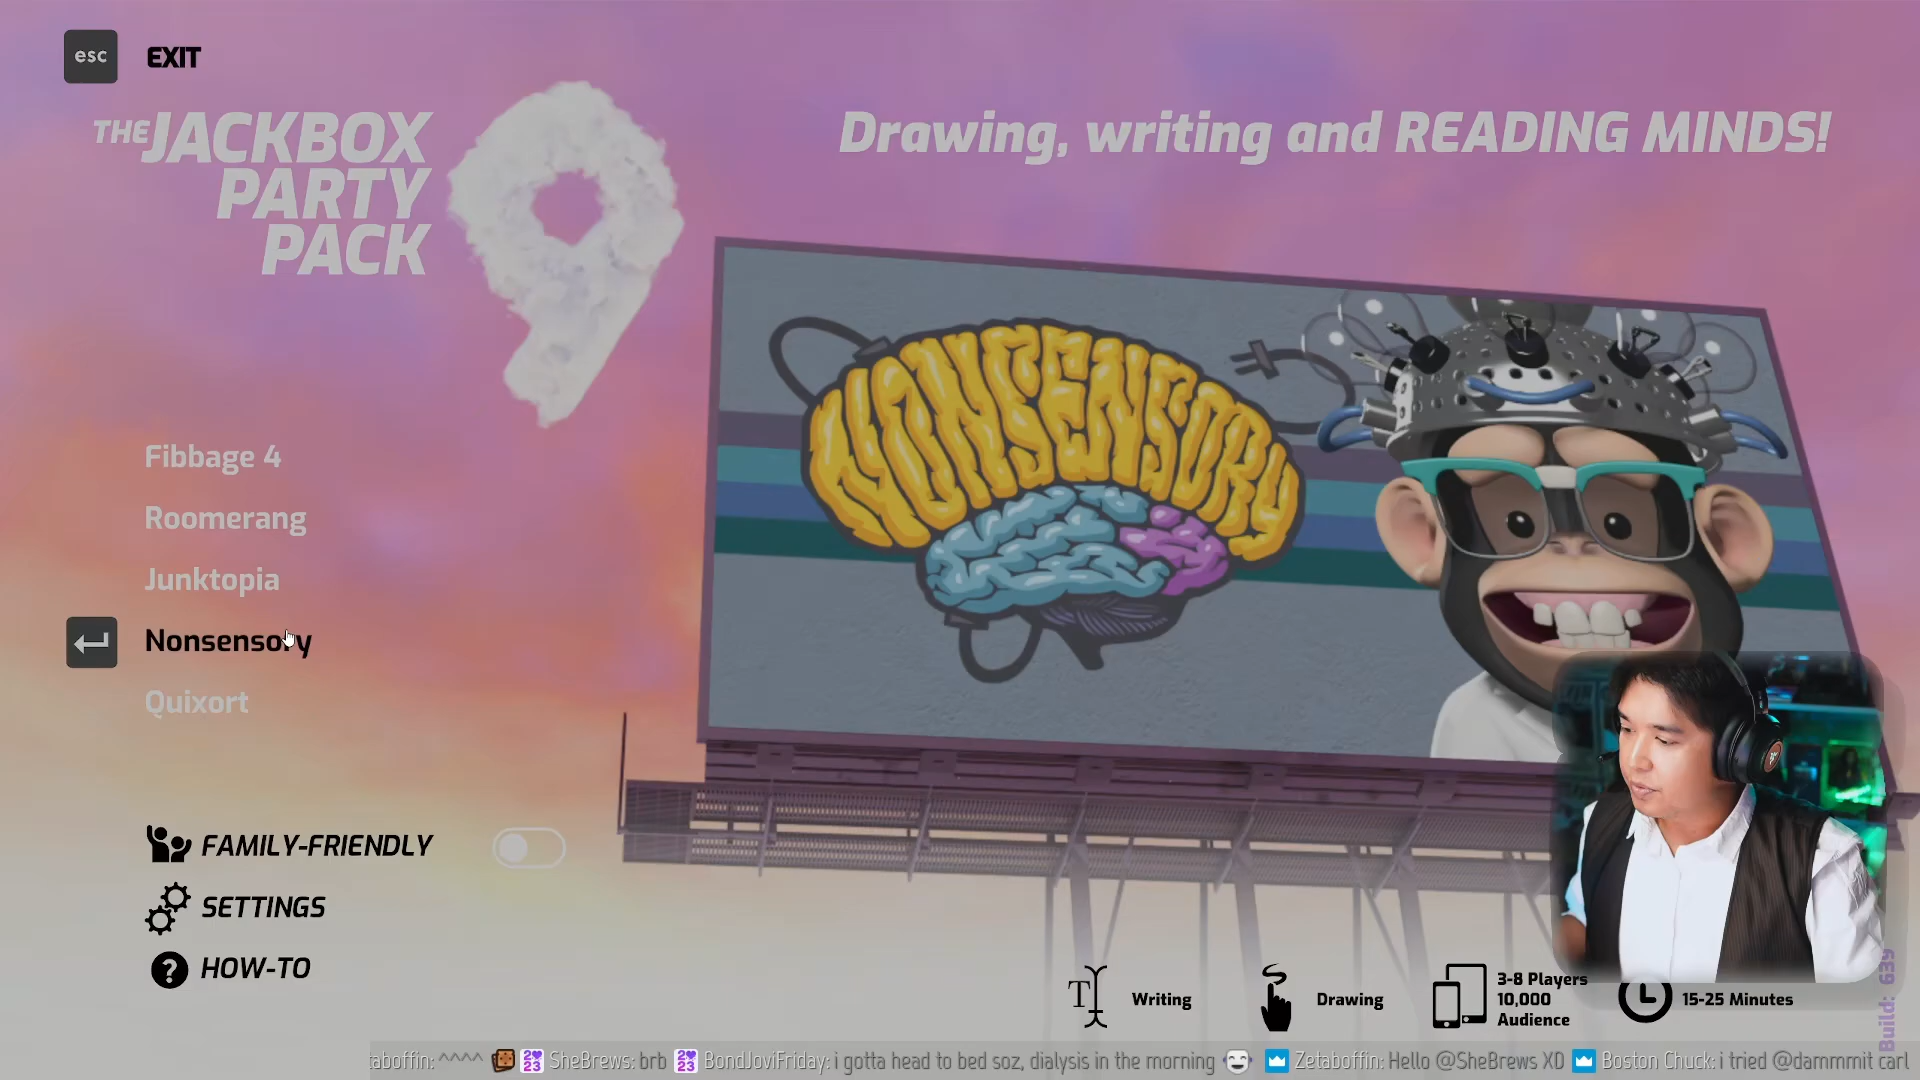 esc EXIT
THE JACKBOX
PARTY
PACK
9
Drawing, writing and READING MINDS!
NONSENSORY
Fibbage 4
Roomerang
Junktopia
Nonsensory
Quixort
FAMILY-FRIENDLY
SETTINGS
? HOW-TO
T Writing
Drawing
3-8 Players
10,000
Audience
15-25 Minutes
Build: 639
taboffin: ^^^^ 2023 SheBrews: brb 2023 BondJoviFriday: i gotta head to bed soz, dialysis in the morning Zetaboffin: Hello @SheBrews XD Boston Chuck: i tried @dammmit carl